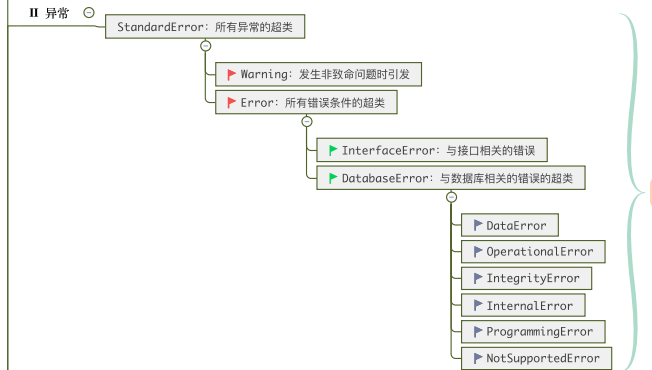 II 异常
StandardError: 所有异常的超类
Warning: 发生非致命问题时引发
Error: 所有错误条件的超类
InterfaceError: 与接口相关的错误
DatabaseError: 与数据库相关的错误的超类
DataError
OperationalError
IntegrityError
InternalError
ProgrammingError
NotSupportedError